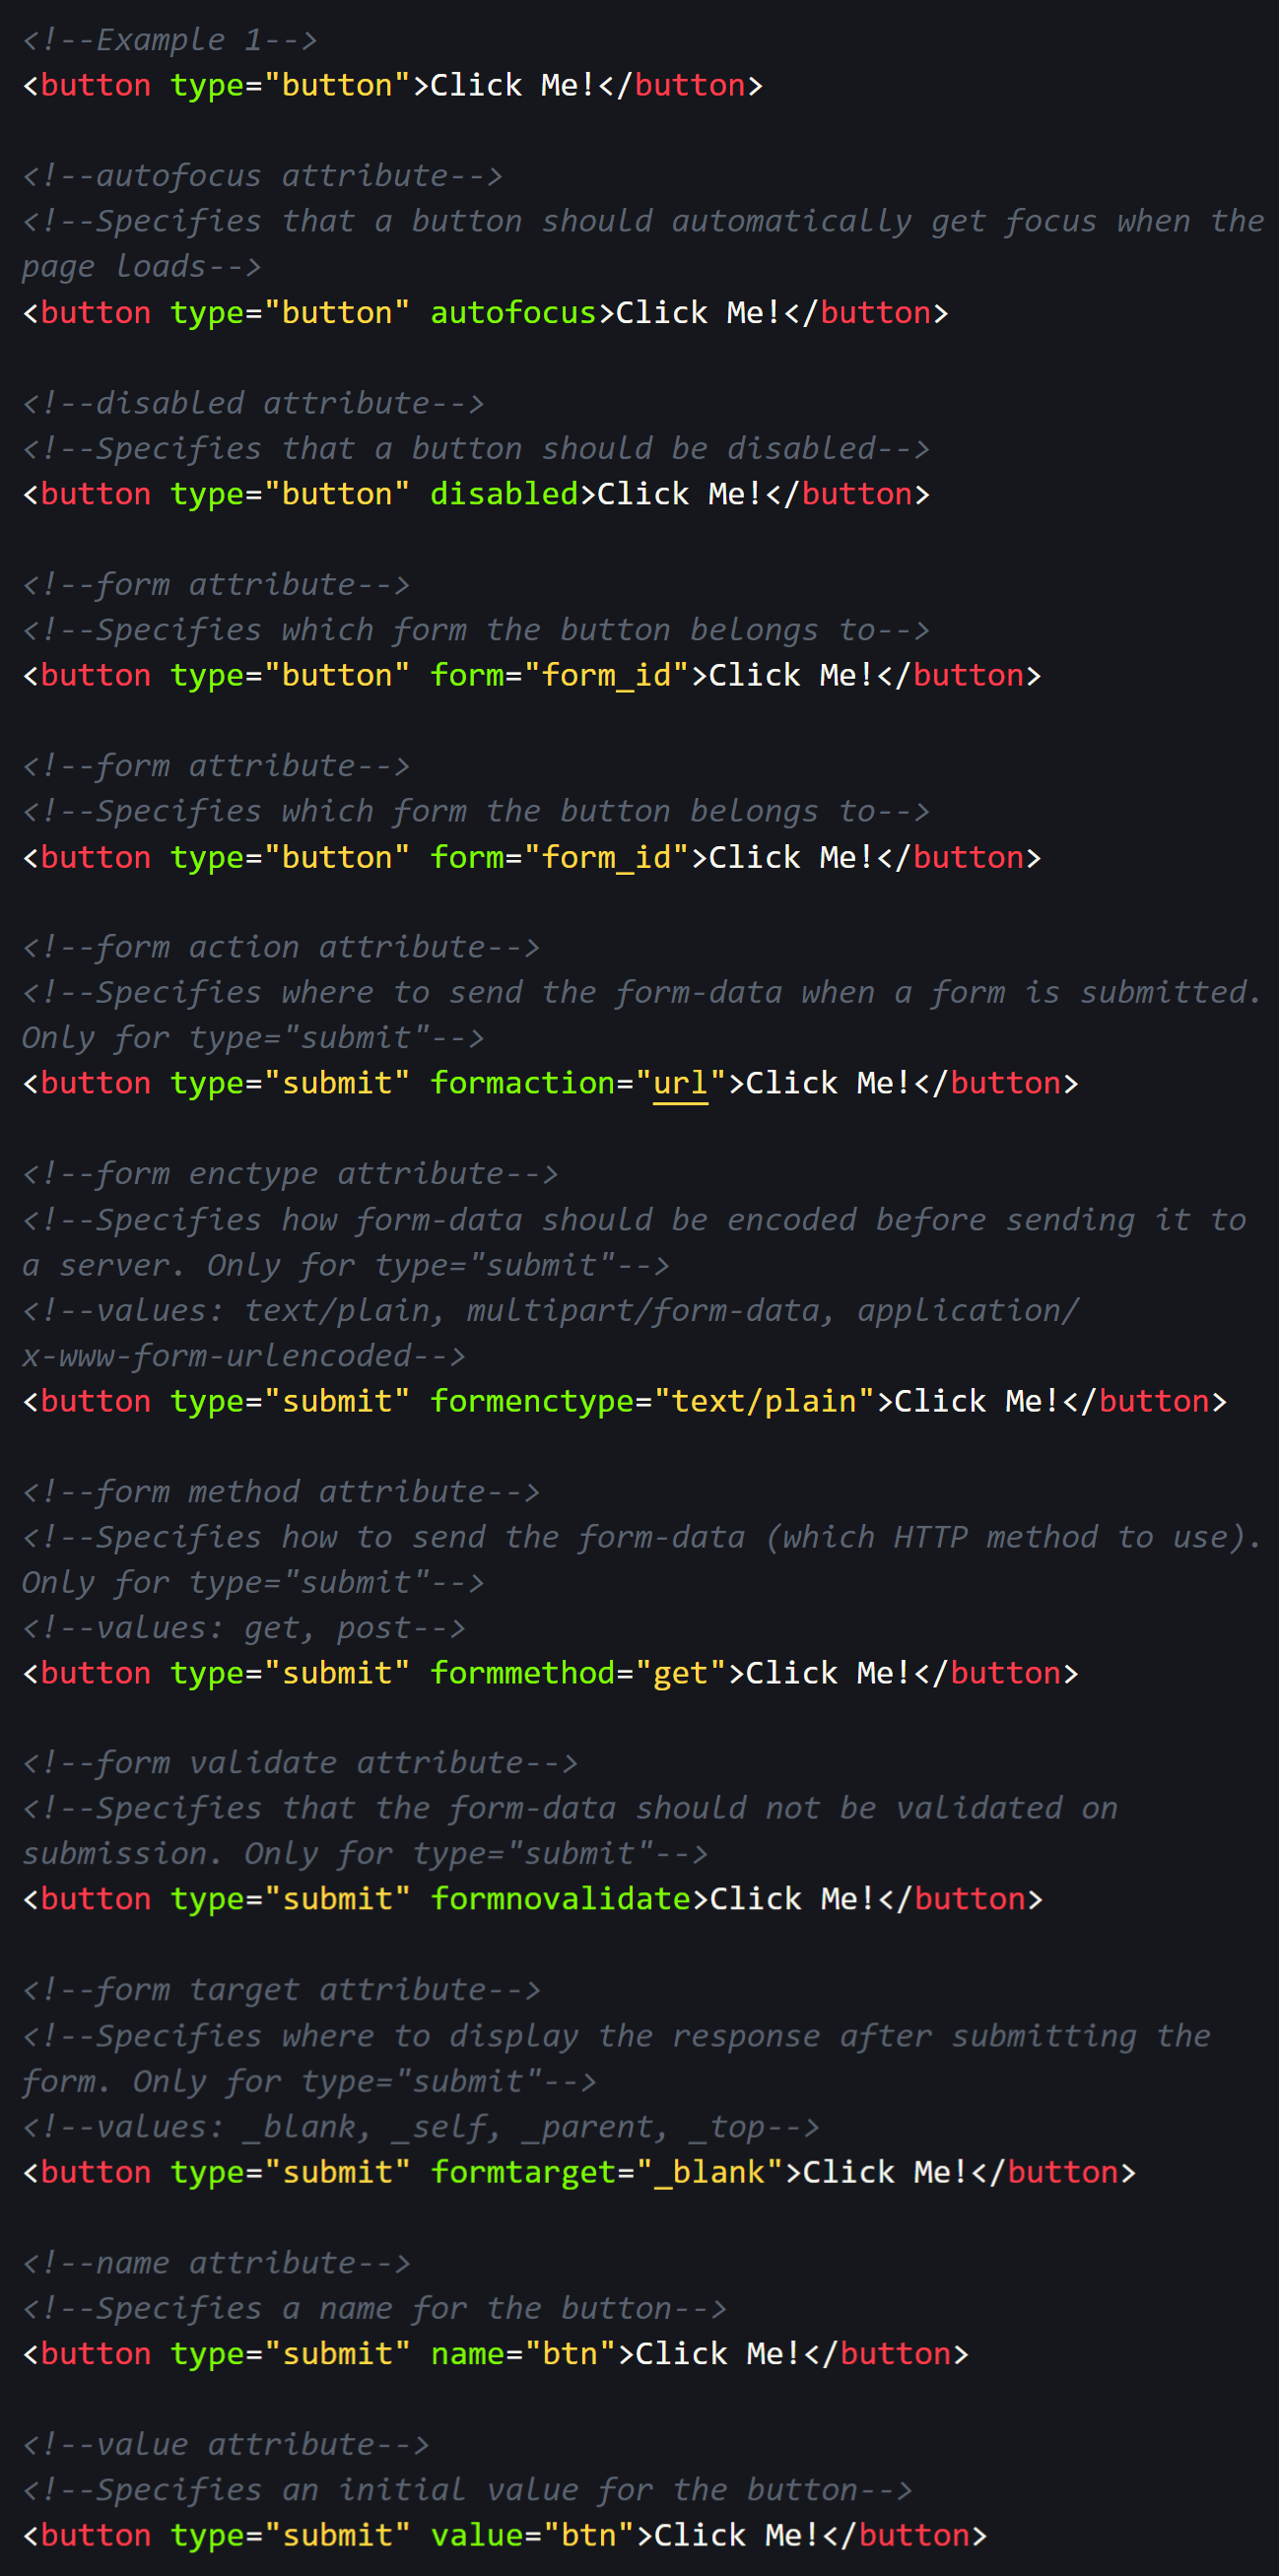 <!--Example 1-->
<button type="button">Click Me!</button>
<!--autofocus attribute-->
<!--Specifies that a button should automatically get focus when the
page loads-->
<button type="button" autofocus>Click Me!</button>
<!--disabled attribute-->
<!--Specifies that a button should be disabled-->
<button type="button" disabled>Click Me!</button>
<!--form attribute-->
<!--Specifies which form the button belongs to-->
<button type="button" form="form_id">Click Me!</button>
<!--form attribute-->
<!--Specifies which form the button belongs to-->
<button type="button" form="form_id">Click Me!</button>
<!--form action attribute-->
<!--Specifies where to send the form-data when a form is submitted.
Only for type="submit"-->
<button type="submit" formaction="url">Click Me!</button>
<!--form enctype attribute-->
<!--Specifies how form-data should be encoded before sending it to
a server. Only for type="submit"-->
<!--values: text/plain, multipart/form-data, application/
x-www-form-urlencoded-->
<button type="submit" formenctype="text/plain">Click Me!</button>
<!--form method attribute-->
<!--Specifies how to send the form-data (which HTTP method to use).
Only for type="submit"-->
<!--values: get, post-->
<button type="submit" formmethod="get">Click Me!</button>
<!--form validate attribute-->
<!--Specifies that the form-data should not be validated on
submission. Only for type="submit"-->
<button type="submit" formnovalidate>Click Me!</button>
<!--form target attribute-->
<!--Specifies where to display the response after submitting the
form. Only for type="submit"-->
<!--values: _blank, _self, _parent, _top-->
<button type="submit" formtarget="_blank">Click Me!</button>
<!--name attribute-->
<!--Specifies a name for the button-->
<button type="submit" name="btn">Click Me!</button>
<!--value attribute-->
<!--Specifies an initial value for the button-->
<button type="submit" value="btn">Click Me!</button>